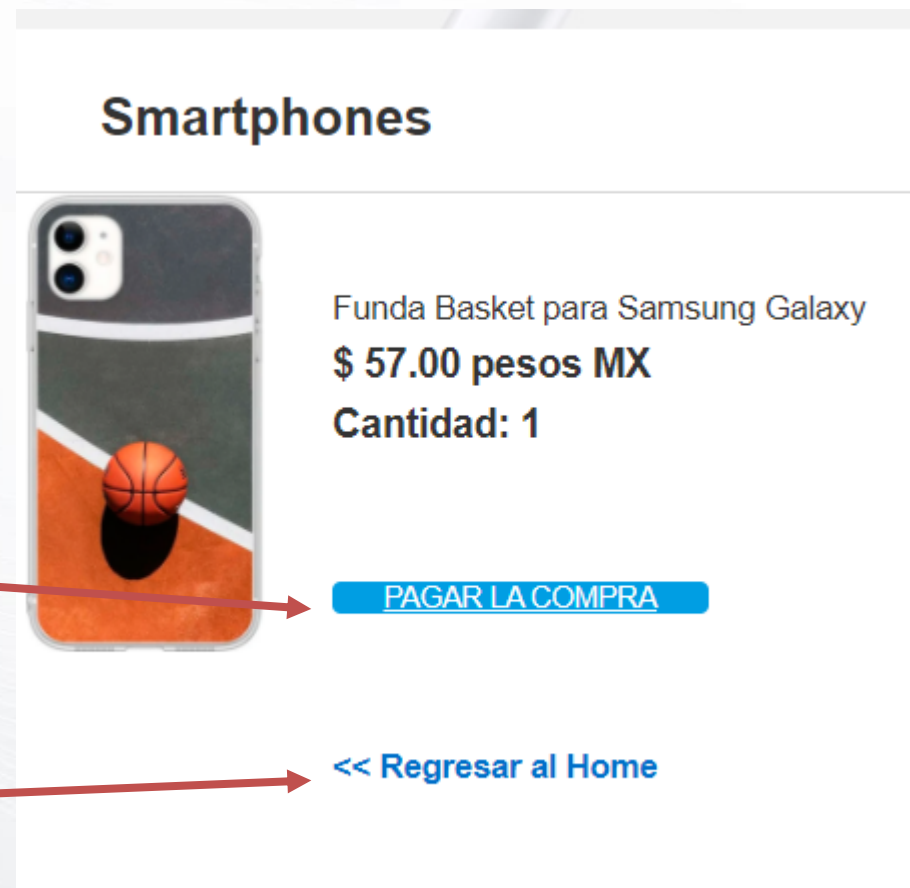 Smartphones
Funda Basket para Samsung Galaxy
$ 57.00 pesos MX
Cantidad: 1
PAGAR LA COMPRA
<< Regresar al Home